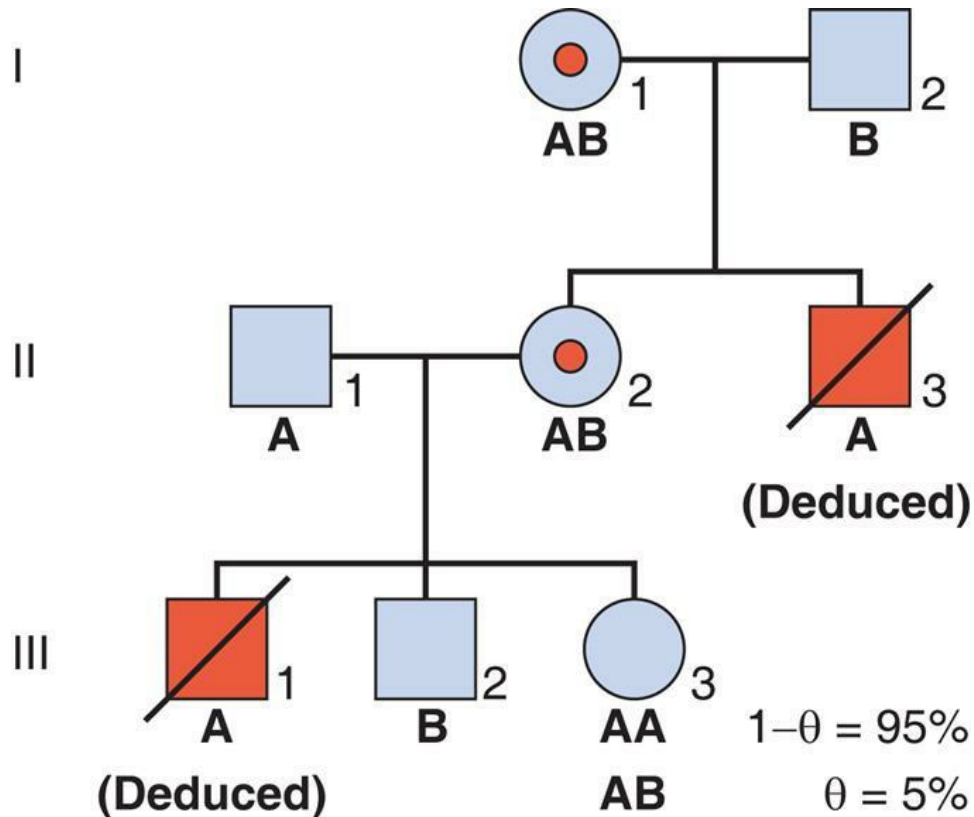 I
1
2
AB
B
II
1
2
3
A
AB
A
(Deduced)
III
1
2
3
A
B
AA
1–θ = 95%
(Deduced)
AB
θ = 5%